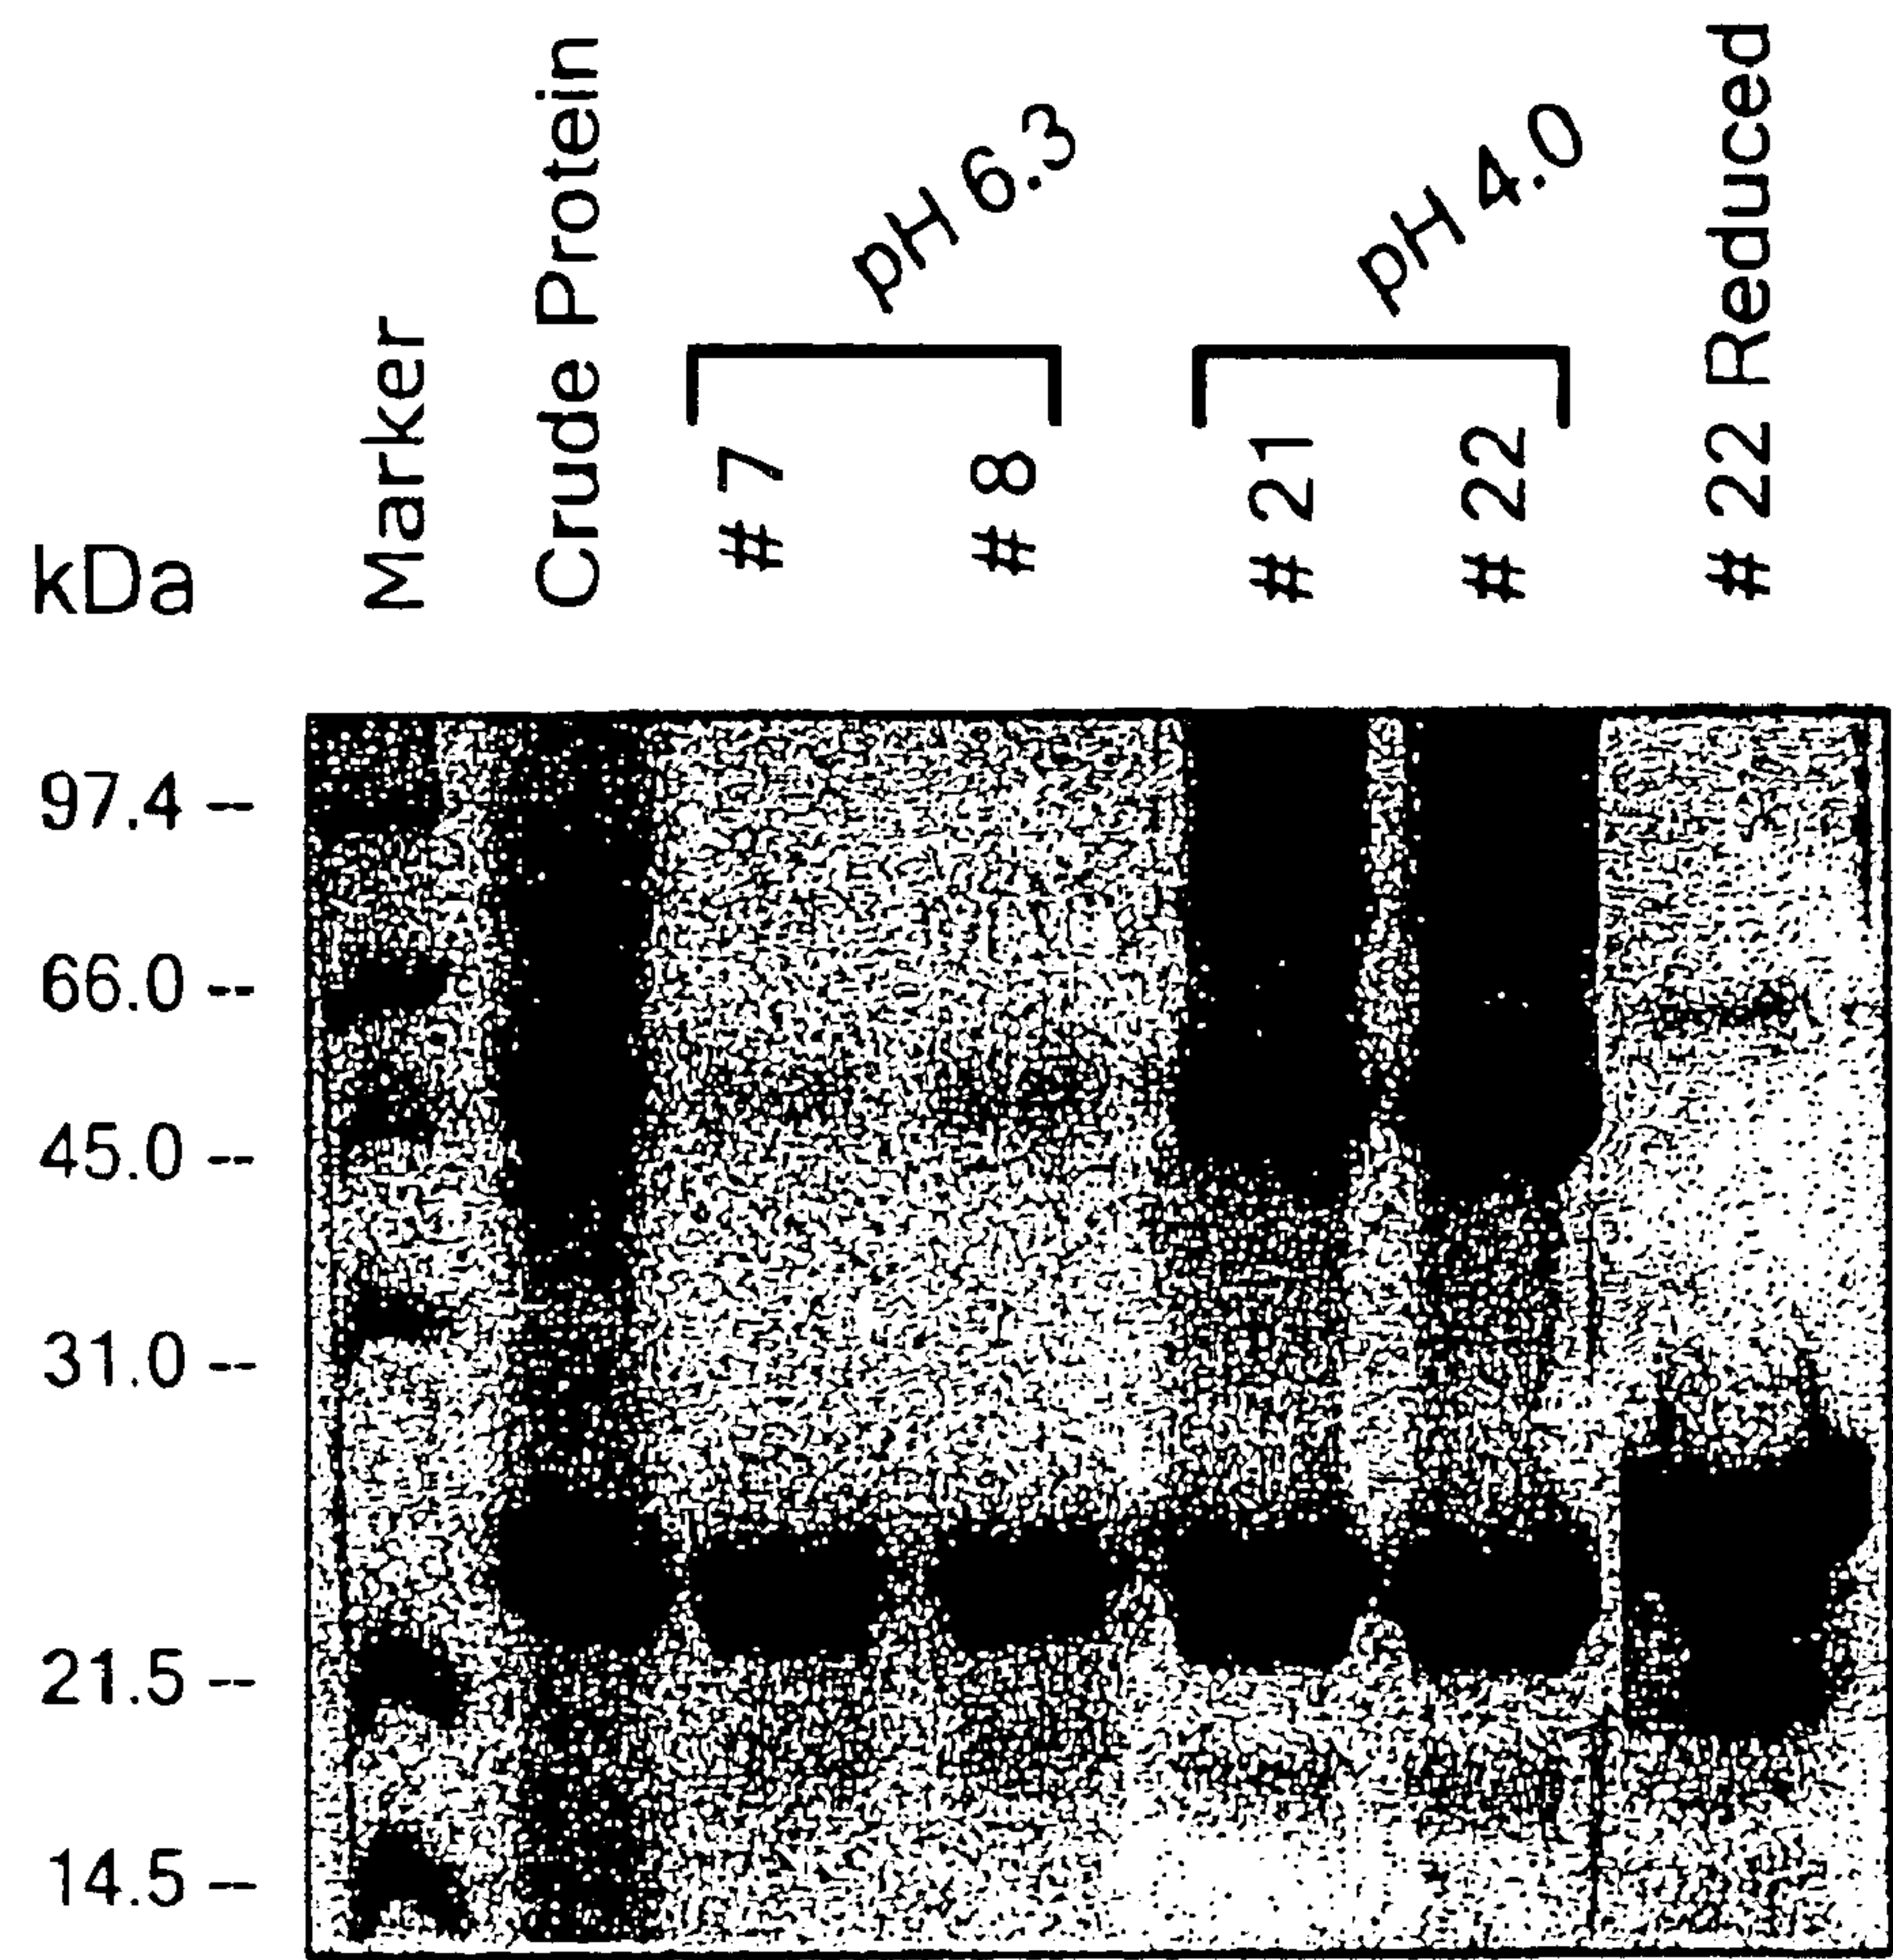 kDa
Marker
Crude Protein
pH 6.3
# 7
# 8
pH 4.0
# 21
# 22
# 22 Reduced
97.4 --
66.0 --
45.0 --
31.0 --
21.5 --
14.5 --